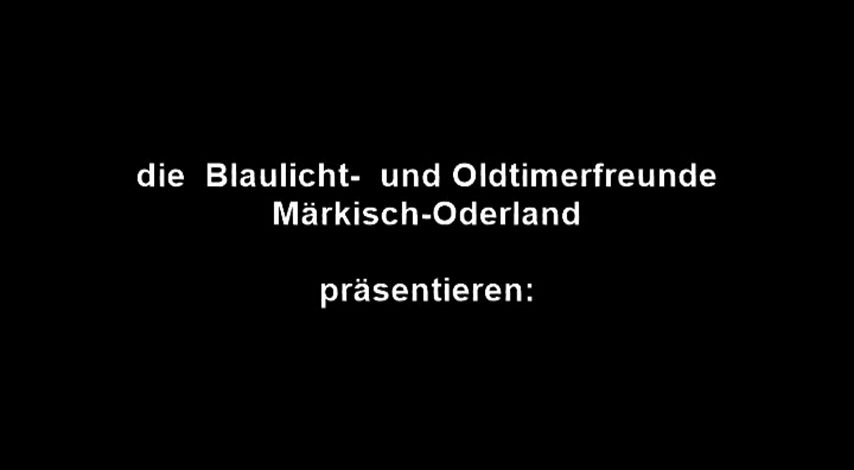 die  Blaulicht-  und Oldtimerfreunde
Märkisch-Oderland
präsentieren: